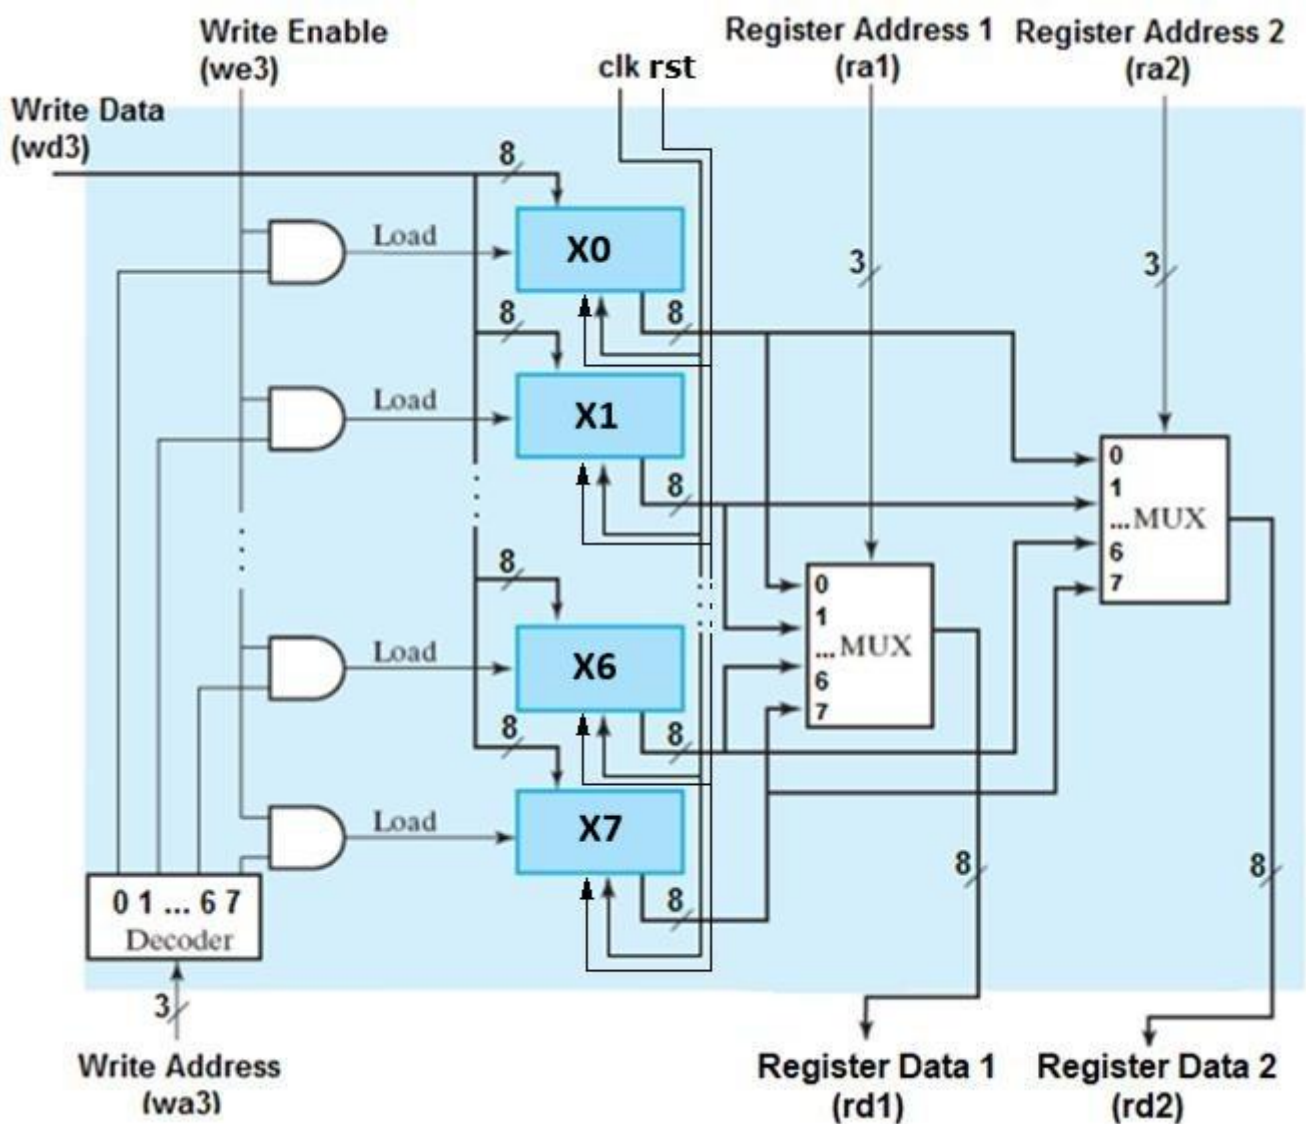 Write Enable
(we3)
clk rst
Register Address 1
(ra1)
Register Address 2
(ra2)
Write Data
(wd3)
8
Load
X0
3
3
8
8
Load
X1
8
0
1
...MUX
6
7
8
0
1
...MUX
6
7
Load
X6
8
8
Load
X7
8
8
8
0 1 ... 6 7
Decoder
3
Write Address
(wa3)
Register Data 1
(rd1)
Register Data 2
(rd2)